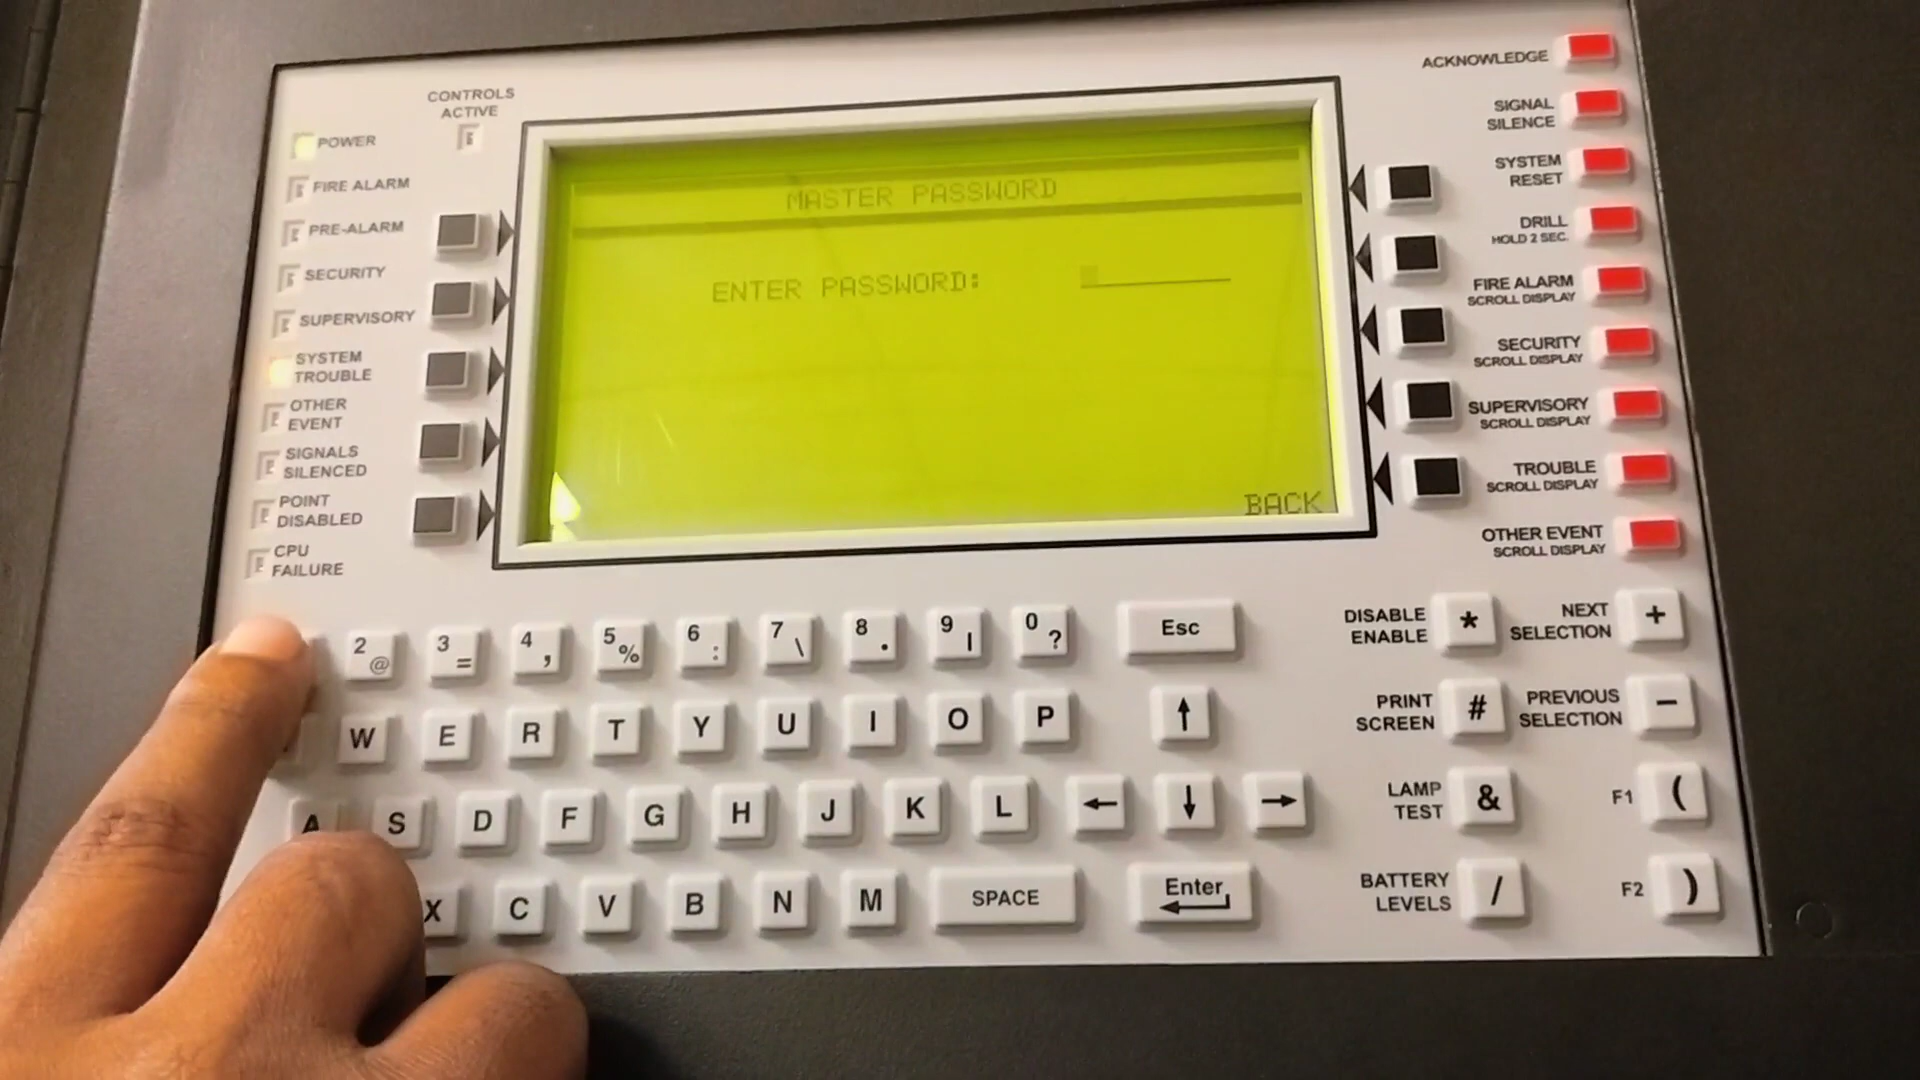 CONTROLS
ACTIVE
POWER
FIRE ALARM
PRE-ALARM
SECURITY
SUPERVISORY
SYSTEM
TROUBLE
OTHER
EVENT
SIGNALS
SILENCED
POINT
DISABLED
CPU
FAILURE
MASTER PASSWORD
ENTER PASSWORD:
BACK
ACKNOWLEDGE
SIGNAL
SILENCE
SYSTEM
RESET
DRILL
HOLD 2 SEC.
FIRE ALARM
SCROLL DISPLAY
SECURITY
SCROLL DISPLAY
SUPERVISORY
SCROLL DISPLAY
TROUBLE
SCROLL DISPLAY
OTHER EVENT
SCROLL DISPLAY
2 @ 3 = 4 , 5 % 6 : 7 \ 8 . 9 | 0 ? Esc
W E R T Y U I O P ↑
A S D F G H J K L ← ↓ →
X C V B N M SPACE Enter
DISABLE
ENABLE *
NEXT
SELECTION +
PRINT
SCREEN #
PREVIOUS
SELECTION -
LAMP
TEST &
F1 (
BATTERY
LEVELS /
F2 )